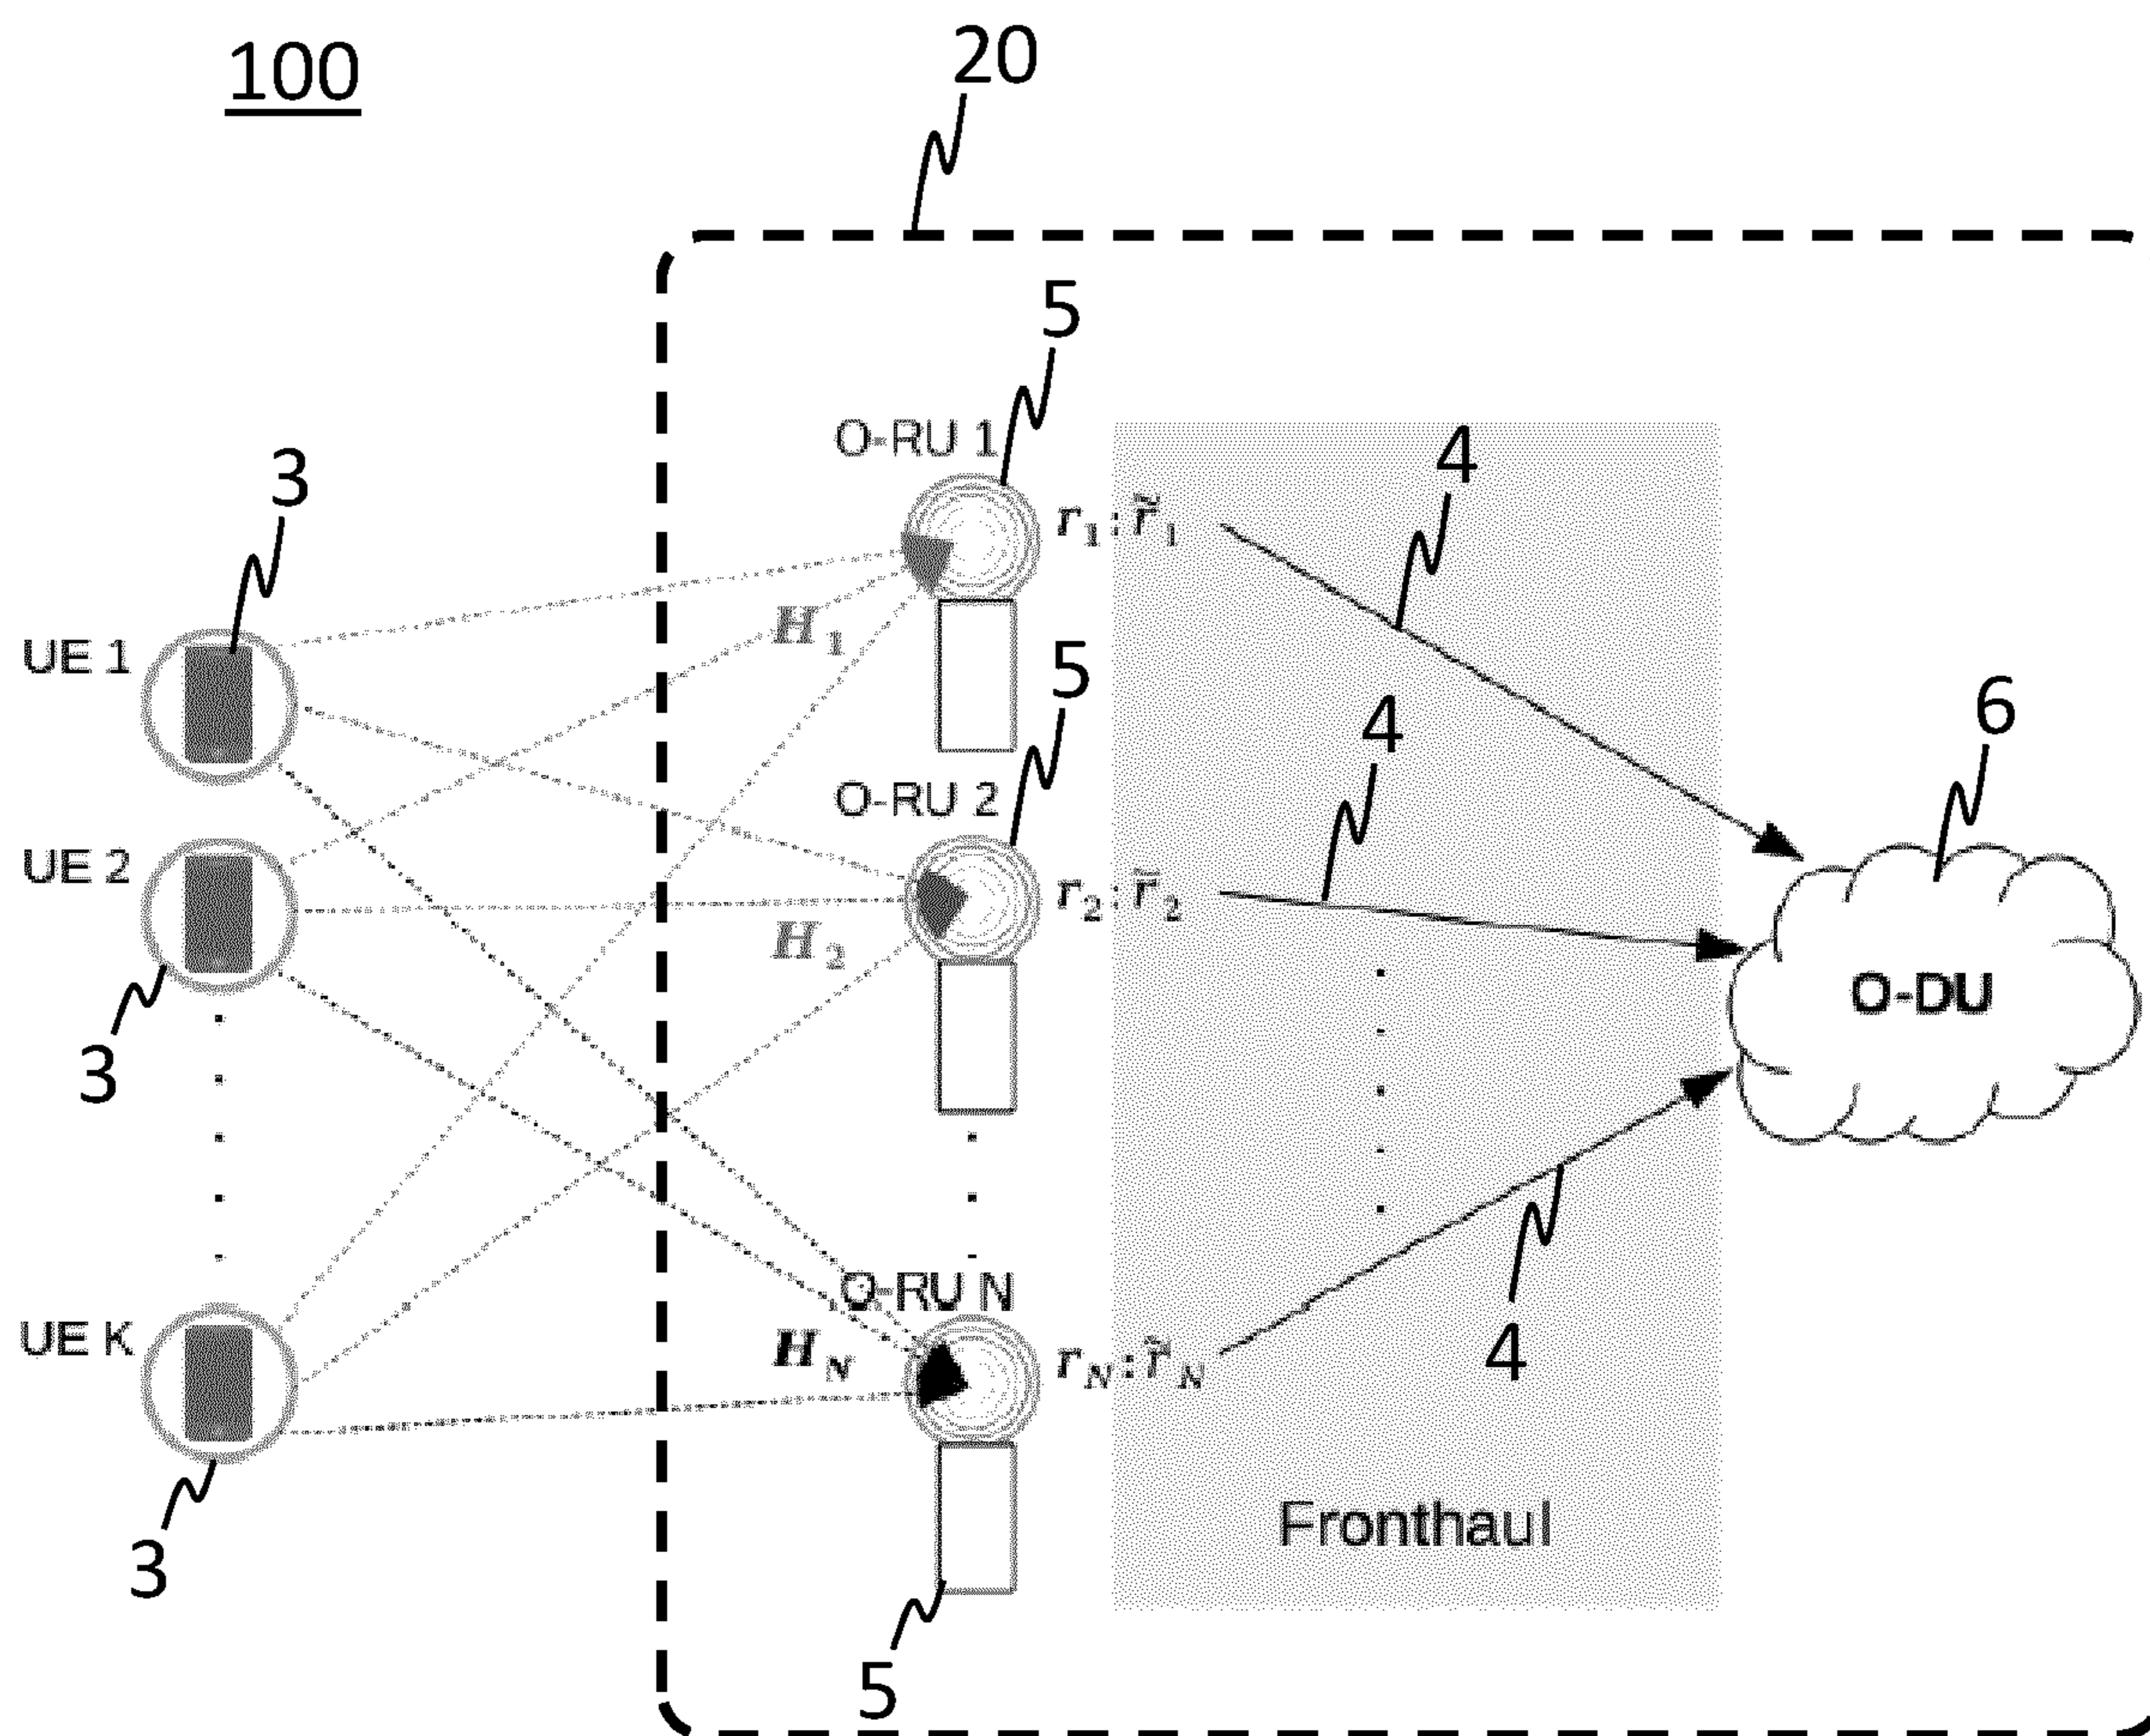 100
20
5
O-RU 1
4
3
r₁:r̃₁
H₁
UE 1
5
6
4
O-RU 2
UE 2
r₂:r̃₂
H₂
O-DU
3
O-RU N
UE K
H_N
r_N:r̃_N
4
Fronthaul
3
5